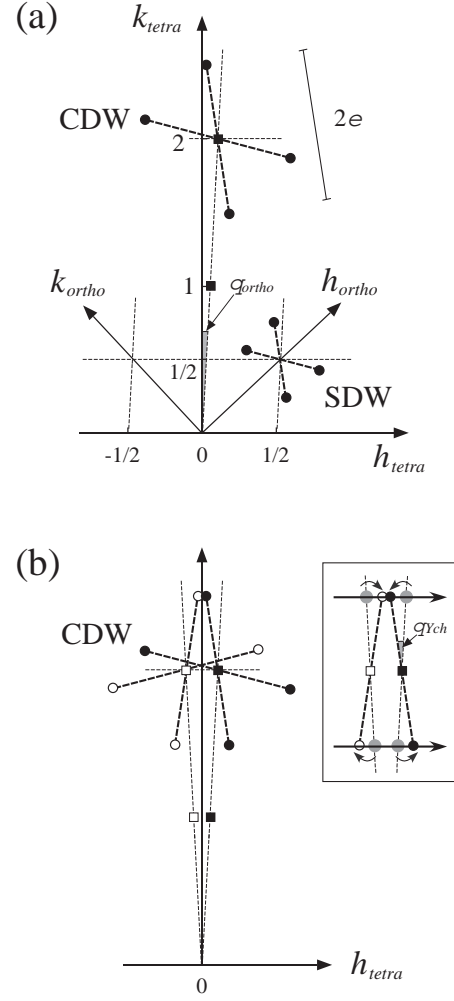 (a)
k_tetra
CDW
2
2e
1
q_ortho
k_ortho
h_ortho
1/2
SDW
-1/2
0
1/2
h_tetra
(b)
CDW
q_Ych
0
h_tetra